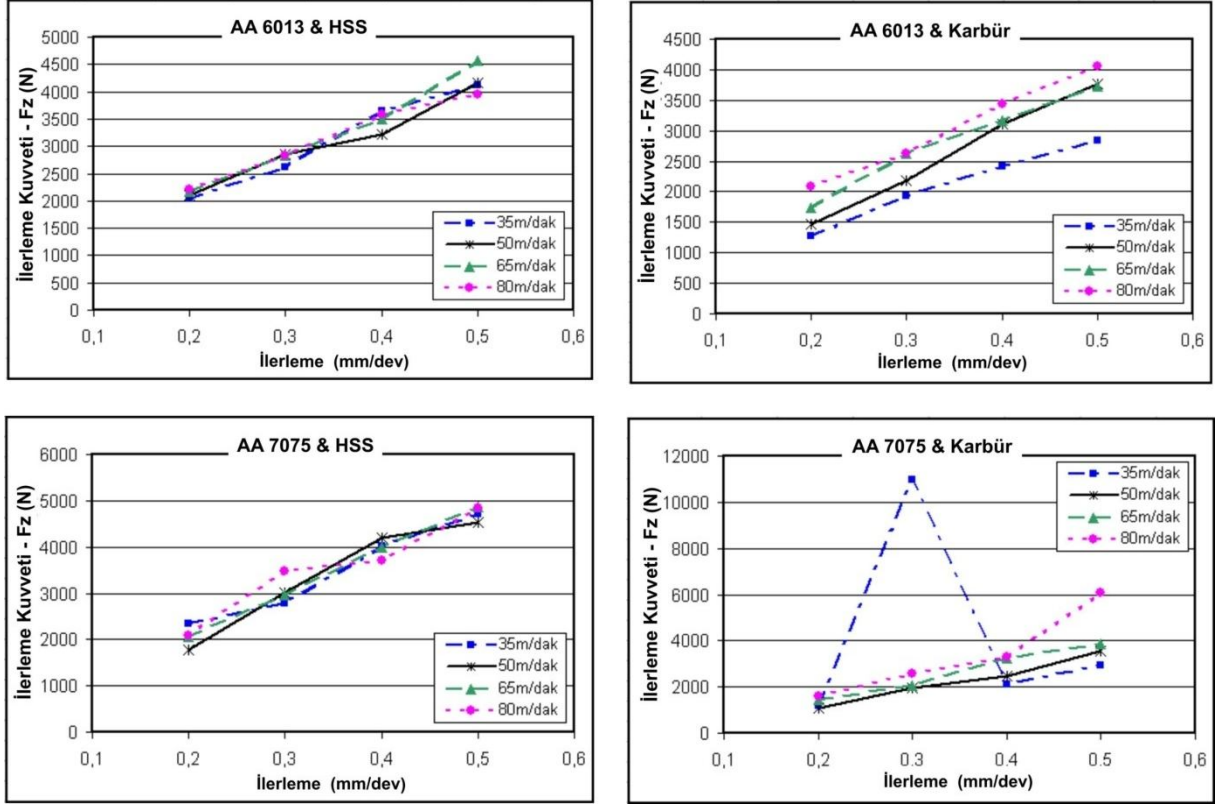 AA 6013 & HSS
İlerleme Kuvveti - Fz (N)
5000
4500
4000
3500
3000
2500
2000
1500
1000
500
0
35m/dak
50m/dak
65m/dak
80m/dak
0,1 0,2 0,3 0,4 0,5 0,6
İlerleme (mm/dev)
AA 6013 & Karbür
İlerleme Kuvveti - Fz (N)
4500
4000
3500
3000
2500
2000
1500
1000
500
0
35m/dak
50m/dak
65m/dak
80m/dak
0,1 0,2 0.3 0,4 0,5 0,6
İlerleme (mm/dev)
AA 7075 & HSS
İlerleme Kuvveti - Fz (N)
6000
5000
4000
3000
2000
1000
0
35m/dak
50m/dak
65m/dak
80m/dak
0,1 0,2 0,3 0,4 0,5 0,6
İlerleme (mm/dev)
AA 7075 & Karbür
İlerleme Kuvveti - Fz (N)
12000
10000
8000
6000
4000
2000
0
35m/dak
50m/dak
65m/dak
80m/dak
0,1 0,2 0.3 0,4 0.5 0,6
İlerleme (mm/dev)